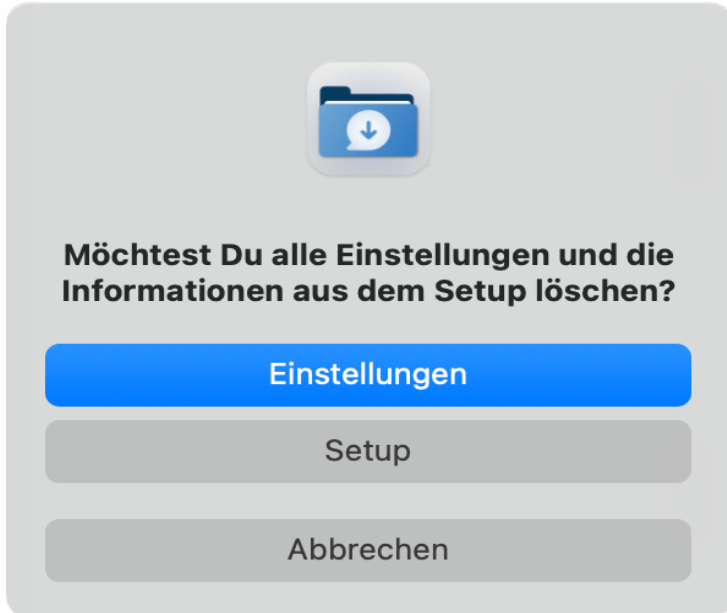 Möchtest Du alle Einstellungen und die
Informationen aus dem Setup löschen?
Einstellungen
Setup
Abbrechen